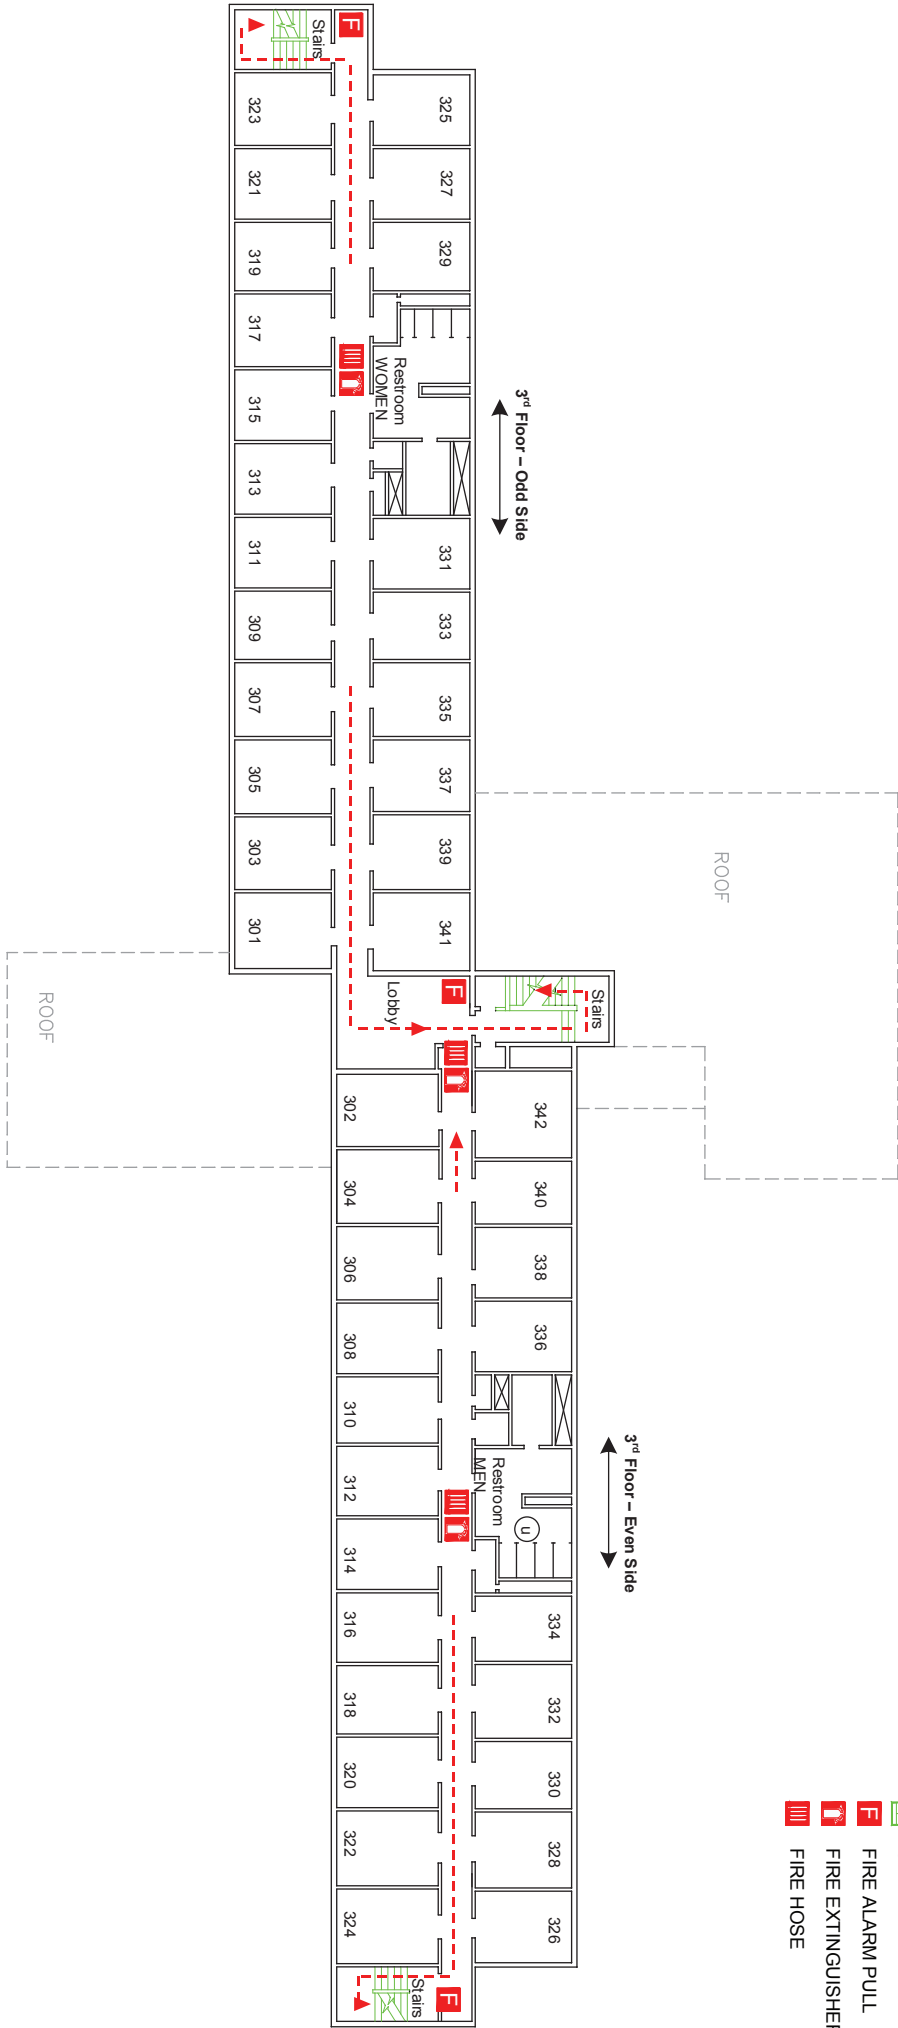 3rd Floor – Odd Side
3rd Floor – Even Side
ROOF
ROOF
Stairs
F
325
327
329
Restroom
WOMEN
331
333
335
337
339
341
323
321
319
317
315
313
311
309
307
305
303
301
Lobby
F
Stairs
342
340
338
336
Restroom
MEN
u
334
332
330
328
326
302
304
306
308
310
312
314
316
318
320
322
324
Stairs
F
F FIRE ALARM PULL
FIRE EXTINGUISHER
FIRE HOSE